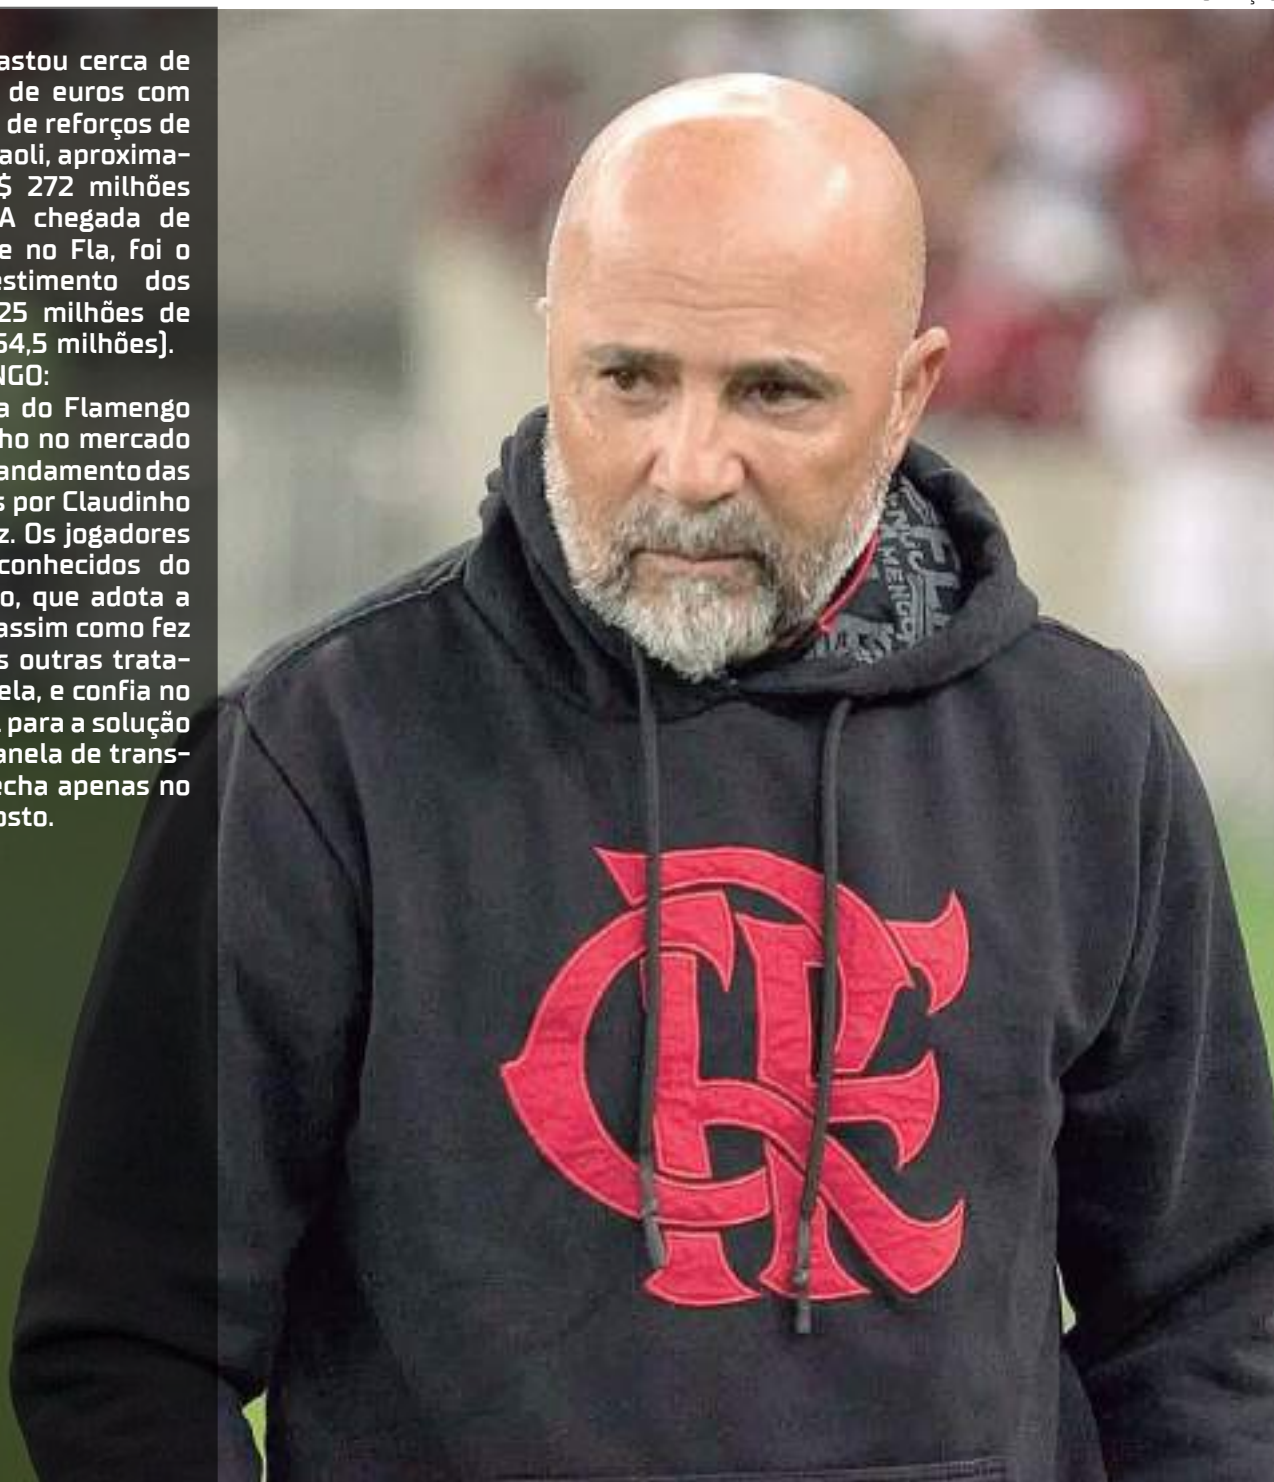 astou cerca de
de euros com
de reforços de
aoli, aproxima-
$ 272 milhões
A chegada de
e no Fla, foi o
estimento dos
25 milhões de
54,5 milhões).
NGO:
a do Flamengo
ho no mercado
andamento das
s por Claudinho
z. Os jogadores
conhecidos do
o, que adota a
assim como fez
s outras trata-
ela, e confia no
para a solução
anela de trans-
echa apenas no
osto.
CRF